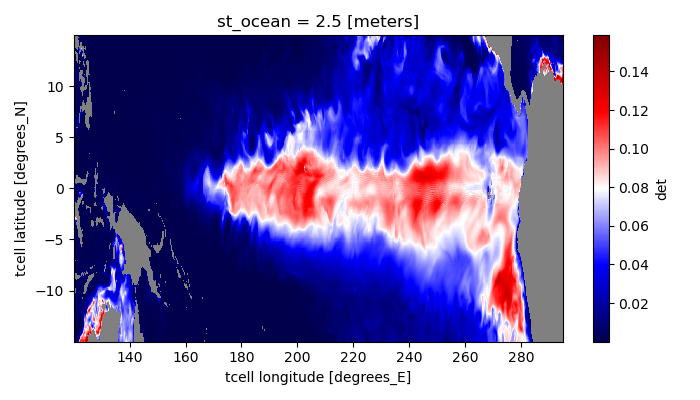 st_ocean = 2.5 [meters]
10
5
0
−5
−10
tcell latitude [degrees_N]
140 160 180 200 220 240 260 280
tcell longitude [degrees_E]
0.14
0.12
0.10
0.08
0.06
0.04
0.02
det